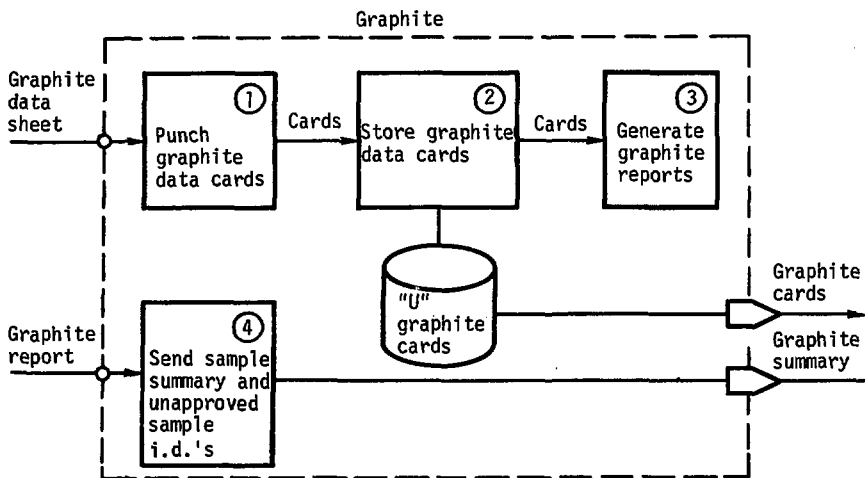 Graphite
Graphite
data
sheet
1
Punch
graphite
data cards
Cards
2
Store graphite
data cards
Cards
3
Generate
graphite
reports
"U"
graphite
cards
Graphite
cards
Graphite
report
4
Send sample
summary and
unapproved
sample
i.d.'s
Graphite
summary